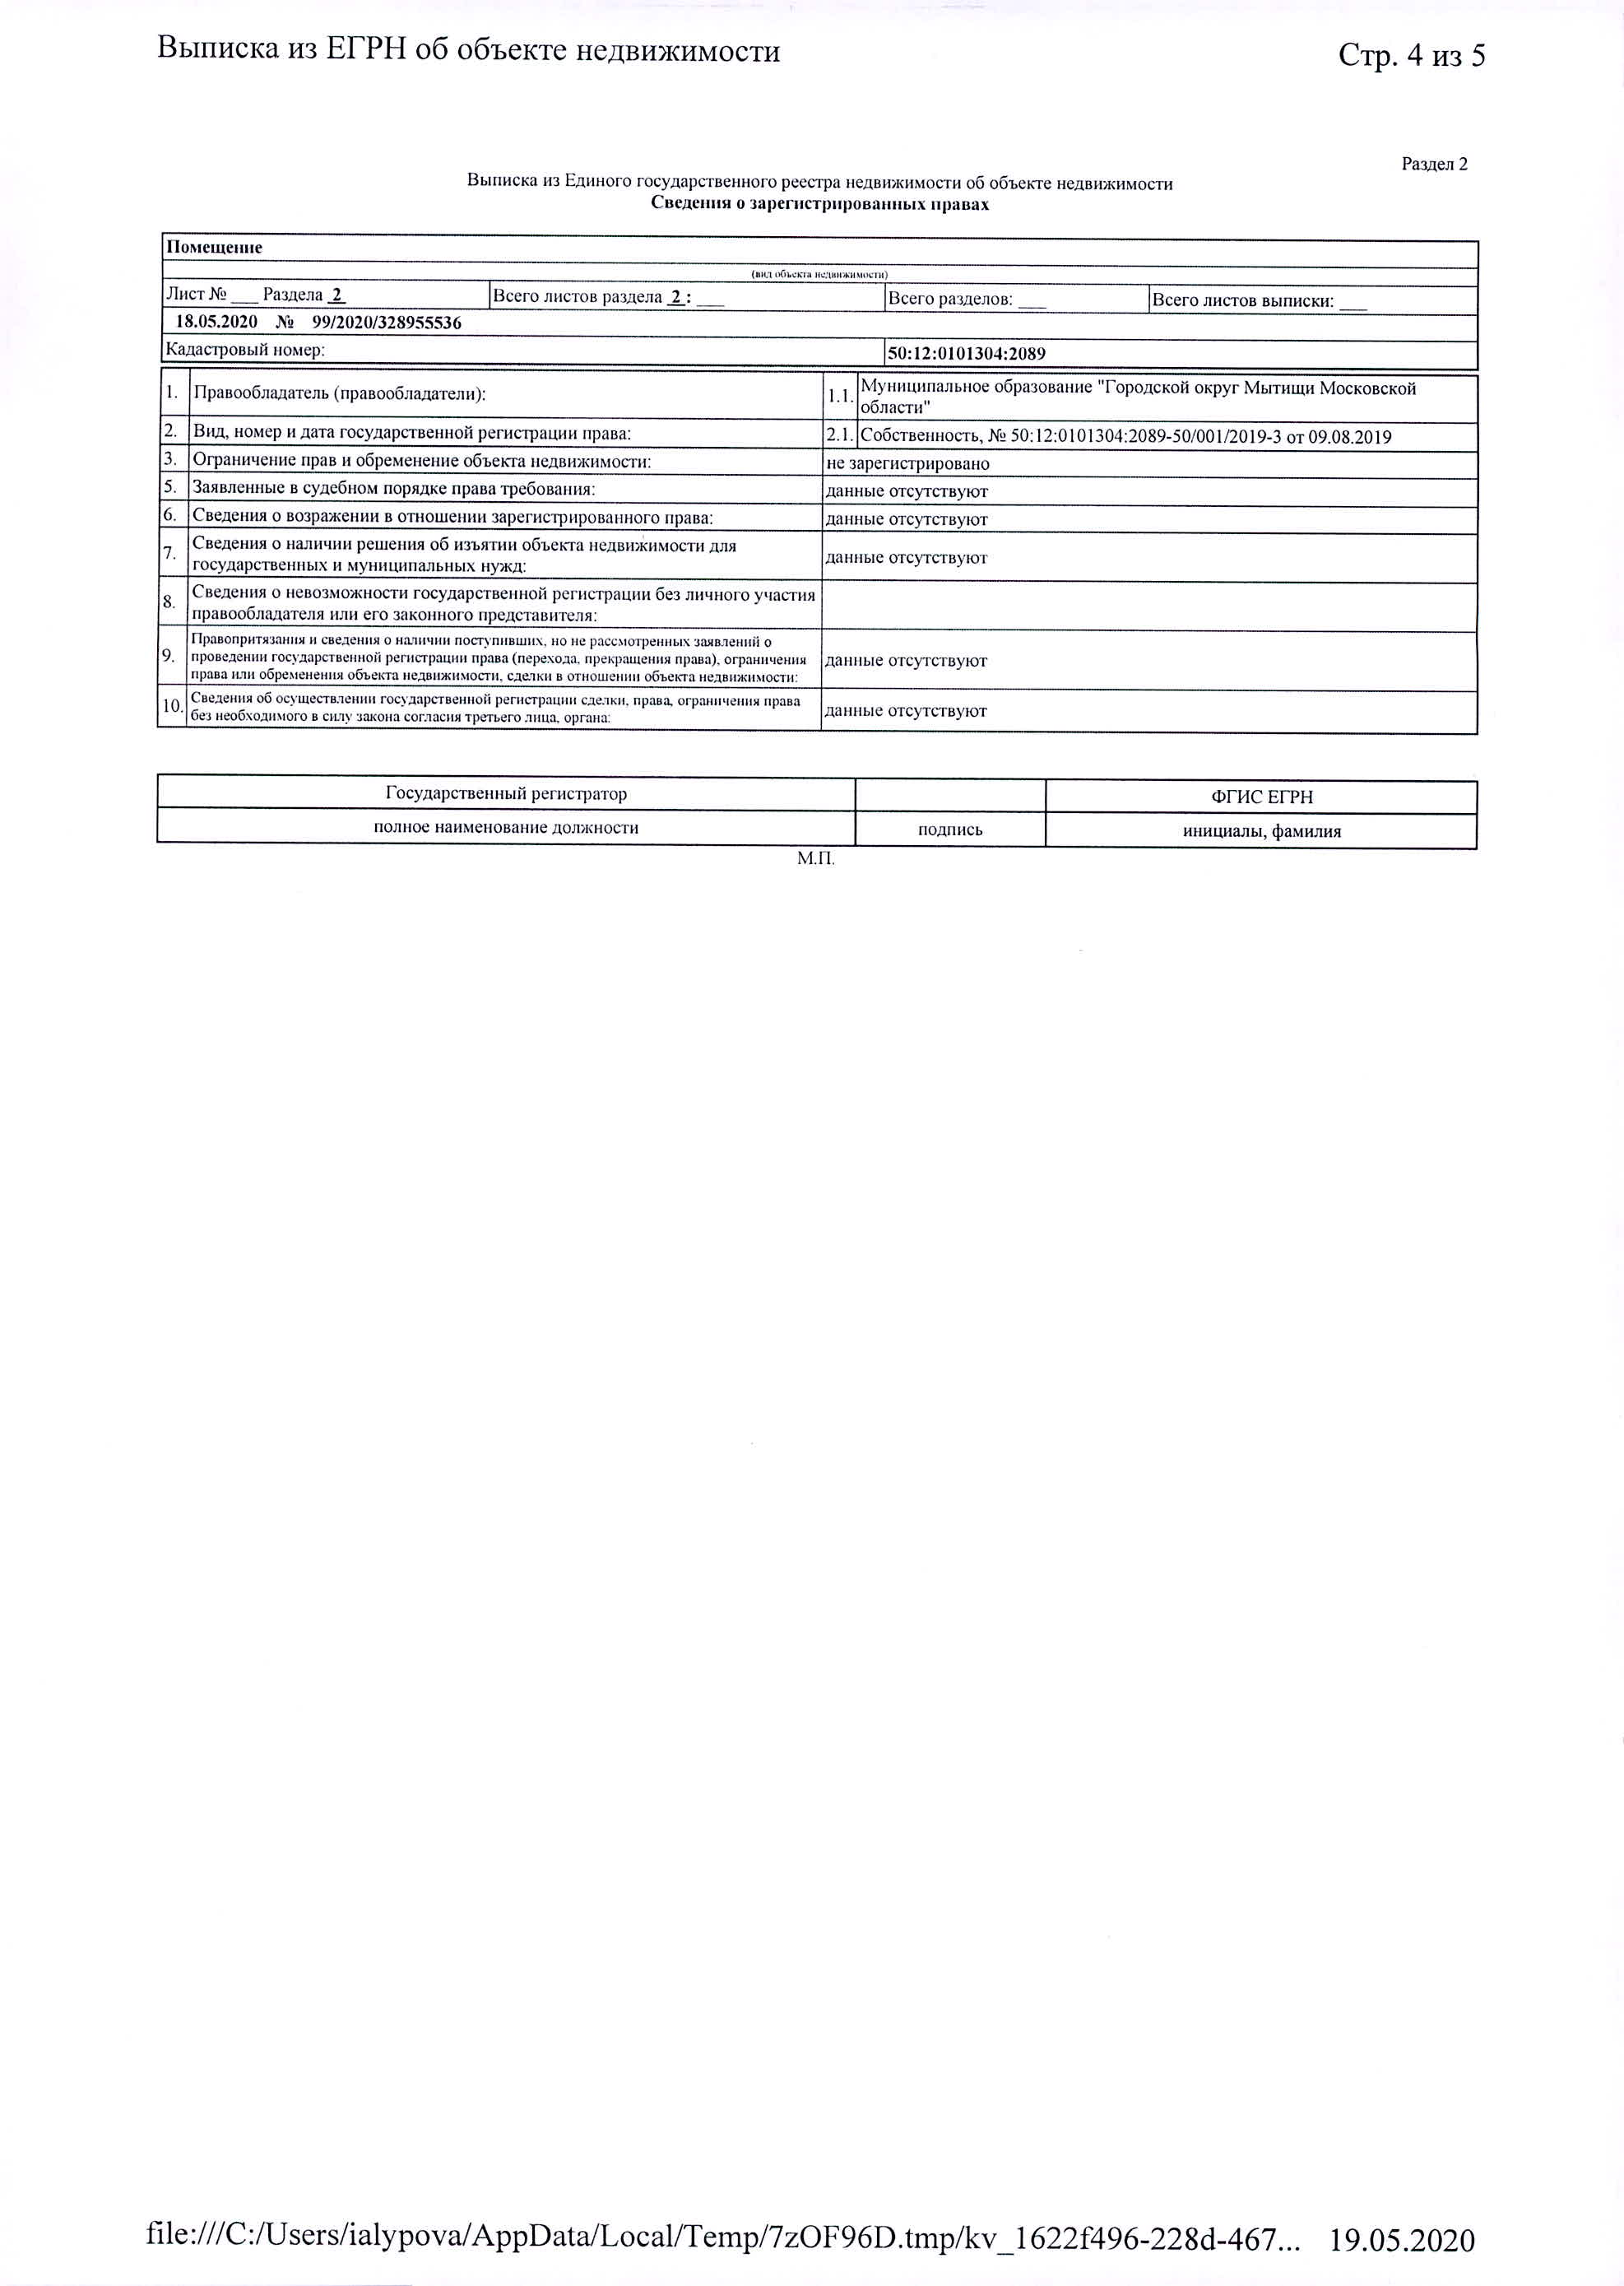 Выписка из ЕГРН об объекте недвижимости Стр. 4 из 5
Раздел 2
Выписка из Единого государственного реестра недвижимости об объекте недвижимости
Сведения о зарегистрированных правах
Помещение
(вид объекта недвижимости)
Лист № ___ Раздела 2 Всего листов раздела 2 : ___ Всего разделов: ___ Всего листов выписки: ___
18.05.2020 № 99/2020/328955536
Кадастровый номер: 50:12:0101304:2089
1. Правообладатель (правообладатели): 1.1. Муниципальное образование "Городской округ Мытищи Московской
области"
2. Вид, номер и дата государственной регистрации права: 2.1. Собственность, № 50:12:0101304:2089-50/001/2019-3 от 09.08.2019
3. Ограничение прав и обременение объекта недвижимости: не зарегистрировано
5. Заявленные в судебном порядке права требования: данные отсутствуют
6. Сведения о возражении в отношении зарегистрированного права: данные отсутствуют
7. Сведения о наличии решения об изъятии объекта недвижимости для
государственных и муниципальных нужд: данные отсутствуют
8. Сведения о невозможности государственной регистрации без личного участия
правообладателя или его законного представителя:
9. Правопритязания и сведения о наличии поступивших, но не рассмотренных заявлений о
проведении государственной регистрации права (перехода, прекращения права), ограничения
права или обременения объекта недвижимости, сделки в отношении объекта недвижимости: данные отсутствуют
10. Сведения об осуществлении государственной регистрации сделки, права, ограничения права
без необходимого в силу закона согласия третьего лица, органа: данные отсутствуют
Государственный регистратор ФГИС ЕГРН
полное наименование должности подпись инициалы, фамилия
М.П.
file:///C:/Users/ialypova/AppData/Local/Temp/7zOF96D.tmp/kv_1622f496-228d-467... 19.05.2020